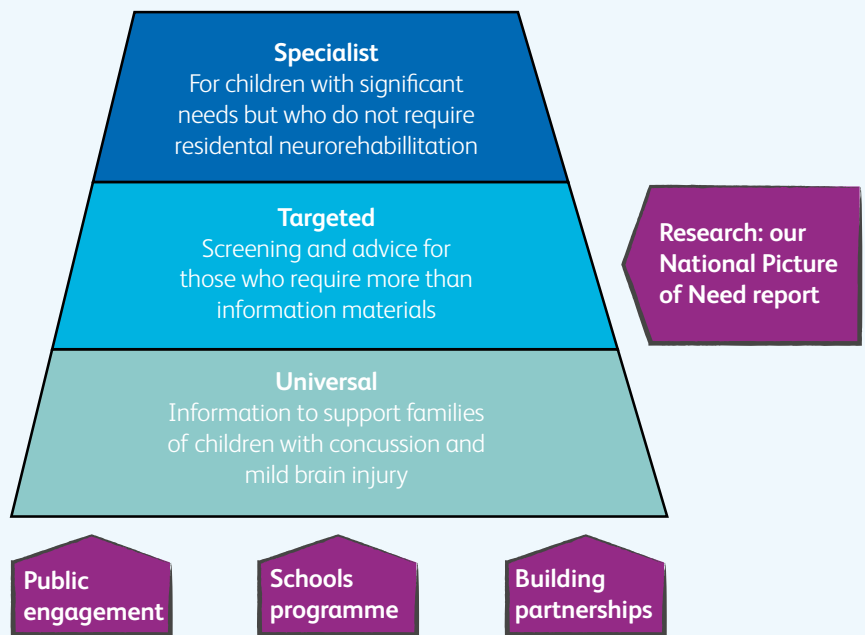 Specialist
For children with significant
needs but who do not require
residental neurorehabillitation
Targeted
Screening and advice for
those who require more than
information materials
Research: our
National Picture
of Need report
Universal
Information to support families
of children with concussion and
mild brain injury
Public
engagement
Schools
programme
Building
partnerships